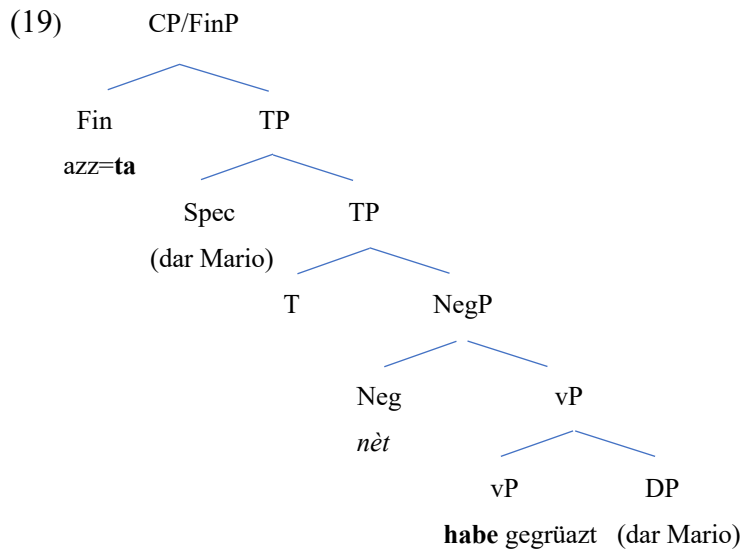 (19) CP/FinP
Fin TP
azz=ta
Spec TP
(dar Mario)
T NegP
Neg vP
nèt
vP DP
habe gegrüazt (dar Mario)